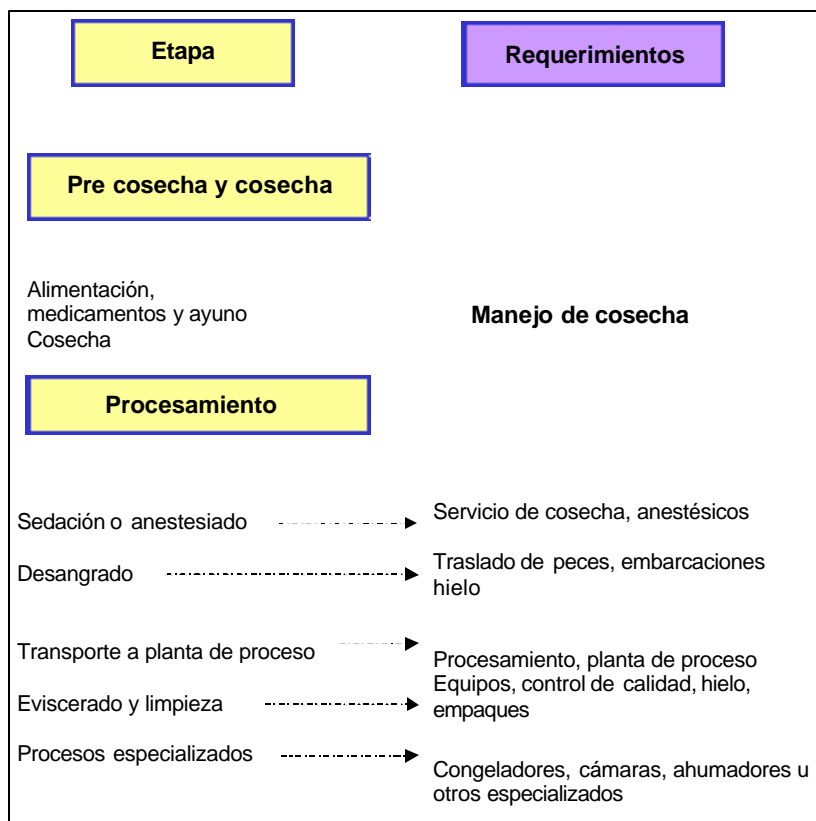 Etapa
Requerimientos
Pre cosecha y cosecha
Alimentación,
medicamentos y ayuno
Cosecha
Manejo de cosecha
Procesamiento
Sedación o anestesiado
Servicio de cosecha, anestésicos
Desangrado
Traslado de peces, embarcaciones
hielo
Transporte a planta de proceso
Procesamiento, planta de proceso
Eviscerado y limpieza
Equipos, control de calidad, hielo,
empaques
Procesos especializados
Congeladores, cámaras, ahumadores u
otros especializados